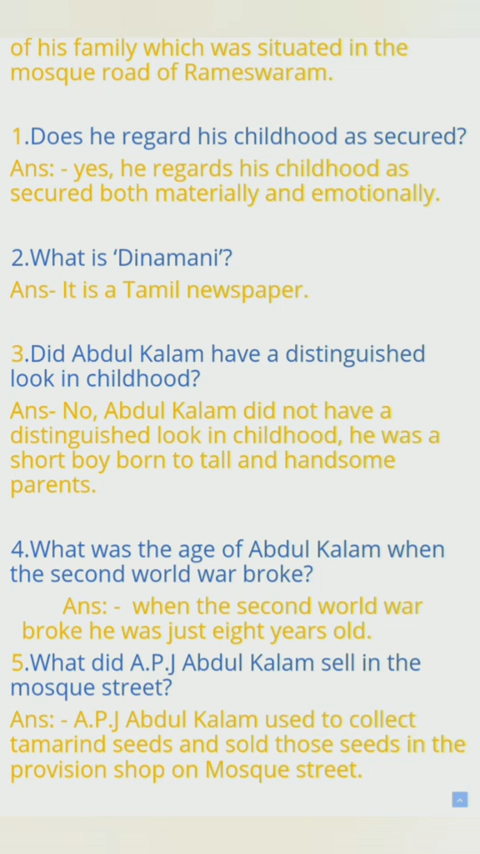 of his family which was situated in the
mosque road of Rameswaram.
1.Does he regard his childhood as secured?
Ans: - yes, he regards his childhood as
secured both materially and emotionally.
2.What is ‘Dinamani’?
Ans- It is a Tamil newspaper.
3.Did Abdul Kalam have a distinguished
look in childhood?
Ans- No, Abdul Kalam did not have a
distinguished look in childhood, he was a
short boy born to tall and handsome
parents.
4.What was the age of Abdul Kalam when
the second world war broke?
Ans: - when the second world war
broke he was just eight years old.
5.What did A.P.J Abdul Kalam sell in the
mosque street?
Ans: - A.P.J Abdul Kalam used to collect
tamarind seeds and sold those seeds in the
provision shop on Mosque street.